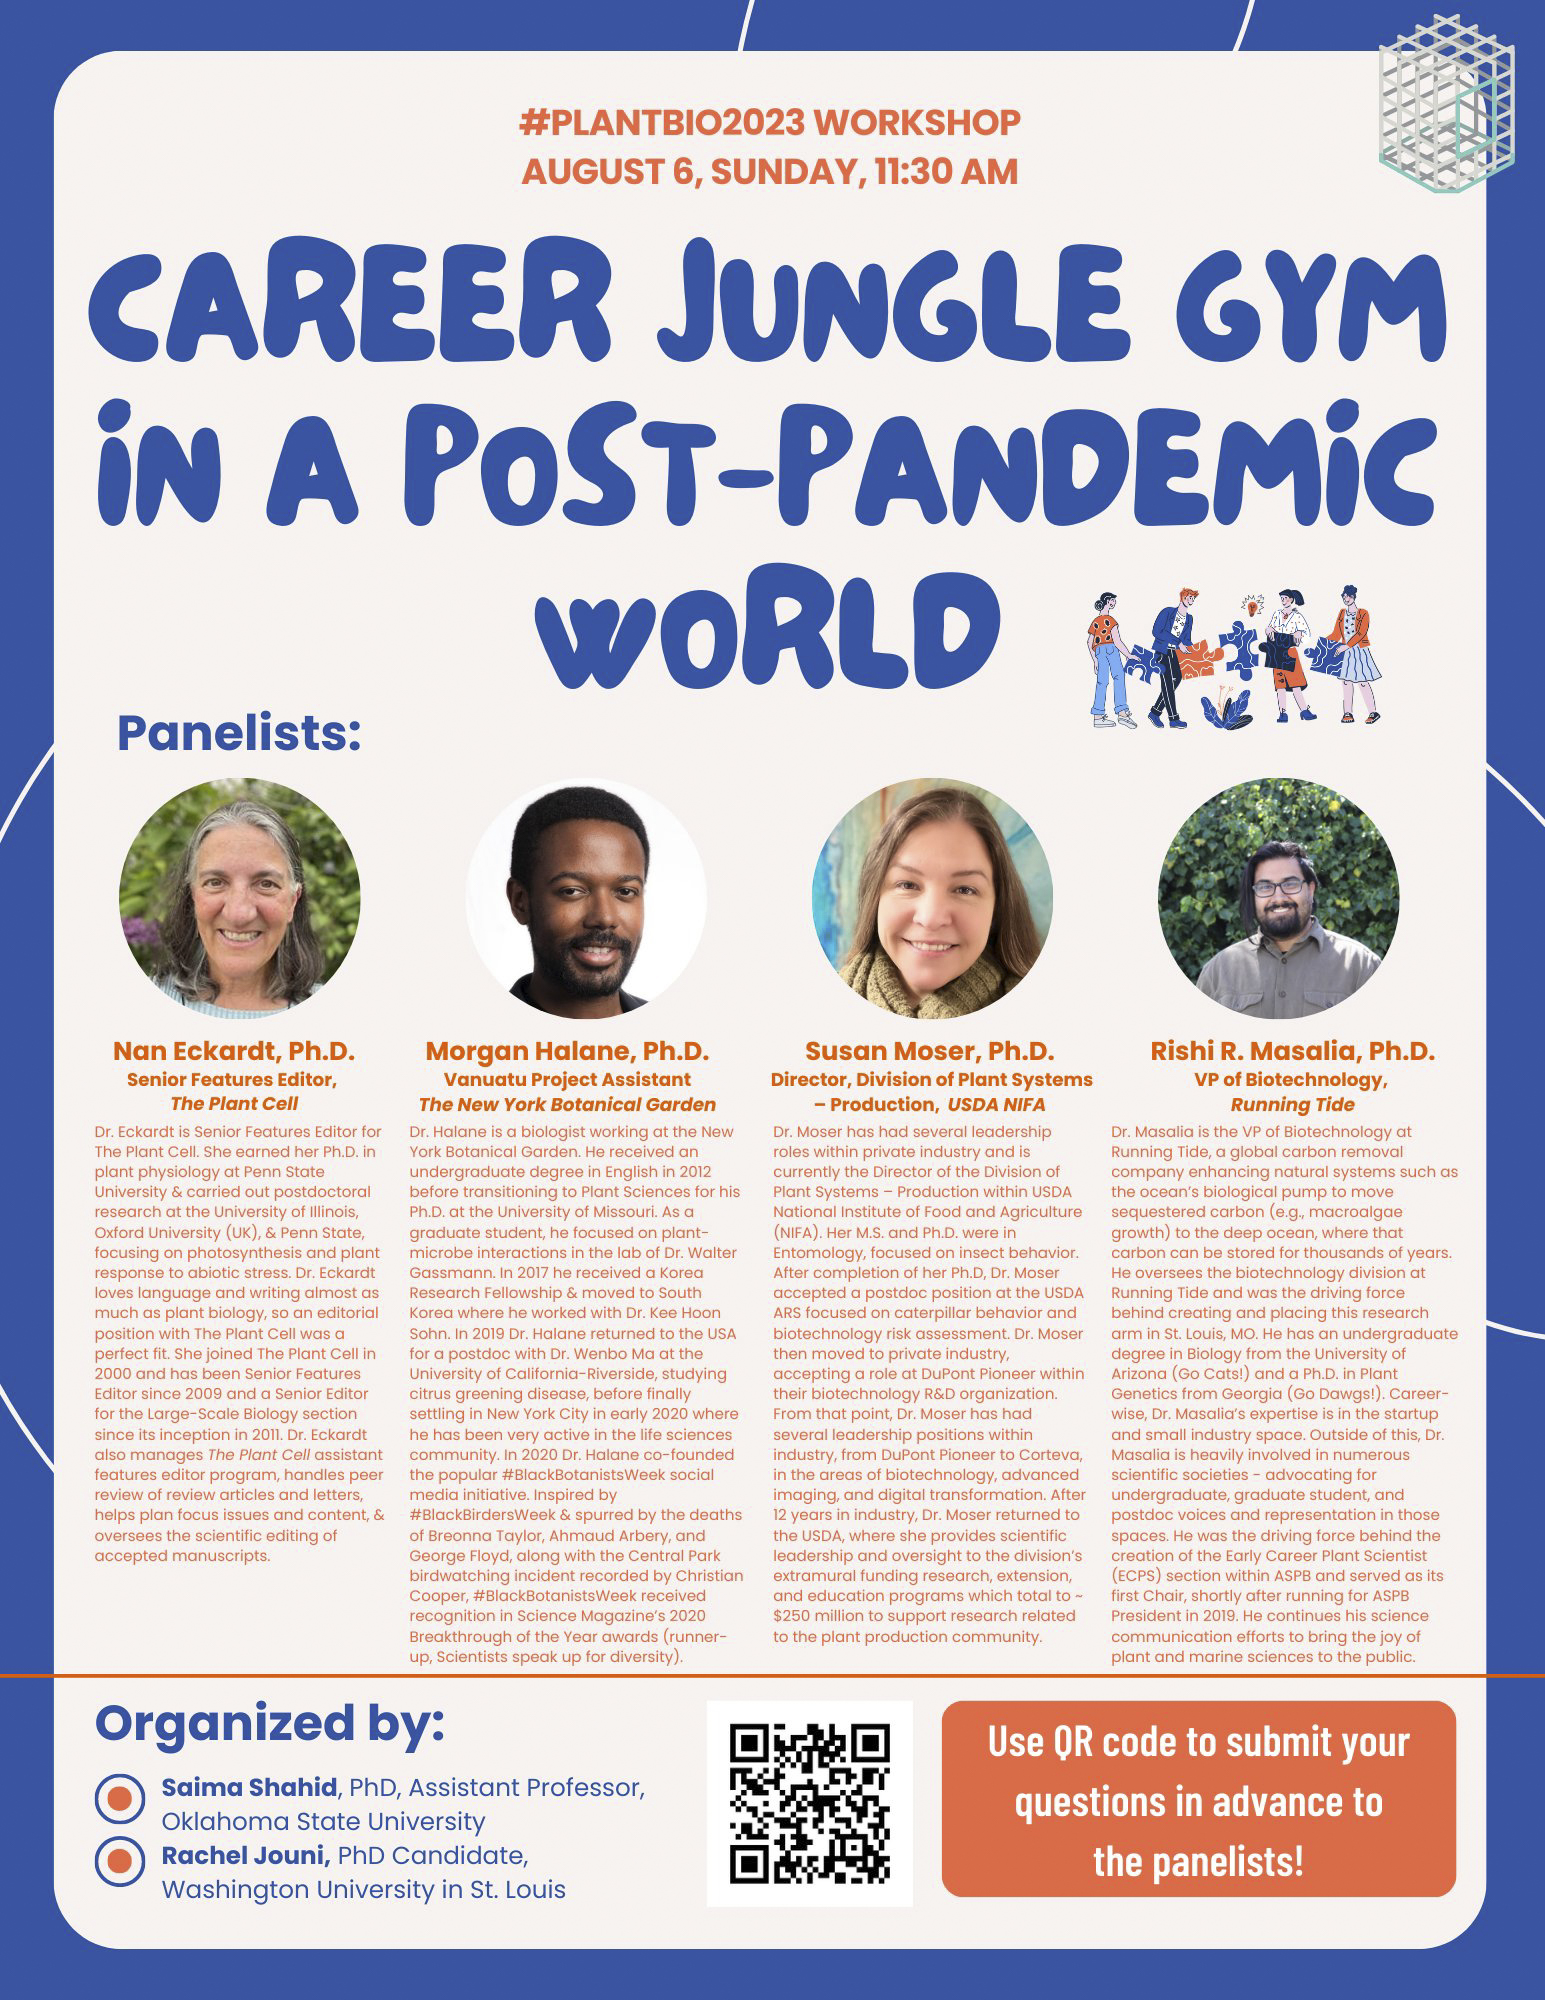 #PLANTBIO2023 WORKSHOP
AUGUST 6, SUNDAY, 11:30 AM
CAREER JUNGLE GYM
IN A POST-PANDEMIC
WORLD
Panelists:
Nan Eckardt, Ph.D.
Senior Features Editor,
The Plant Cell
Dr. Eckardt is Senior Features Editor for
The Plant Cell. She earned her Ph.D. in
plant physiology at Penn State
University & carried out postdoctoral
research at the University of Illinois,
Oxford University (UK), & Penn State,
focusing on photosynthesis and plant
response to abiotic stress. Dr. Eckardt
loves language and writing almost as
much as plant biology, so an editorial
position with The Plant Cell was a
perfect fit. She joined The Plant Cell in
2000 and has been Senior Features
Editor since 2009 and a Senior Editor
for the Large-Scale Biology section
since its inception in 2011. Dr. Eckardt
also manages The Plant Cell assistant
features editor program, handles peer
review of review articles and letters,
helps plan focus issues and content, &
oversees the scientific editing of
accepted manuscripts.
Morgan Halane, Ph.D.
Vanuatu Project Assistant
The New York Botanical Garden
Dr. Halane is a biologist working at the New
York Botanical Garden. He received an
undergraduate degree in English in 2012
before transitioning to Plant Sciences for his
Ph.D. at the University of Missouri. As a
graduate student, he focused on plant-
microbe interactions in the lab of Dr. Walter
Gassmann. In 2017 he received a Korea
Research Fellowship & moved to South
Korea where he worked with Dr. Kee Hoon
Sohn. In 2019 Dr. Halane returned to the USA
for a postdoc with Dr. Wenbo Ma at the
University of California-Riverside, studying
citrus greening disease, before finally
settling in New York City in early 2020 where
he has been very active in the life sciences
community. In 2020 Dr. Halane co-founded
the popular #BlackBotanistsWeek social
media initiative. Inspired by
#BlackBirdersWeek & spurred by the deaths
of Breonna Taylor, Ahmaud Arbery, and
George Floyd, along with the Central Park
birdwatching incident recorded by Christian
Cooper, #BlackBotanistsWeek received
recognition in Science Magazine's 2020
Breakthrough of the Year awards (runner-
up, Scientists speak up for diversity).
Susan Moser, Ph.D.
Director, Division of Plant Systems
– Production, USDA NIFA
Dr. Moser has had several leadership
roles within private industry and is
currently the Director of the Division of
Plant Systems – Production within USDA
National Institute of Food and Agriculture
(NIFA). Her M.S. and Ph.D. were in
Entomology, focused on insect behavior.
After completion of her Ph.D, Dr. Moser
accepted a postdoc position at the USDA
ARS focused on caterpillar behavior and
biotechnology risk assessment. Dr. Moser
then moved to private industry,
accepting a role at DuPont Pioneer within
their biotechnology R&D organization.
From that point, Dr. Moser has had
several leadership positions within
industry, from DuPont Pioneer to Corteva,
in the areas of biotechnology, advanced
imaging, and digital transformation. After
12 years in industry, Dr. Moser returned to
the USDA, where she provides scientific
leadership and oversight to the division's
extramural funding research, extension,
and education programs which total to ~
$250 million to support research related
to the plant production community.
Rishi R. Masalia, Ph.D.
VP of Biotechnology,
Running Tide
Dr. Masalia is the VP of Biotechnology at
Running Tide, a global carbon removal
company enhancing natural systems such as
the ocean's biological pump to move
sequestered carbon (e.g., macroalgae
growth) to the deep ocean, where that
carbon can be stored for thousands of years.
He oversees the biotechnology division at
Running Tide and was the driving force
behind creating and placing this research
arm in St. Louis, MO. He has an undergraduate
degree in Biology from the University of
Arizona (Go Cats!) and a Ph.D. in Plant
Genetics from Georgia (Go Dawgs!). Career-
wise, Dr. Masalia's expertise is in the startup
and small industry space. Outside of this, Dr.
Masalia is heavily involved in numerous
scientific societies - advocating for
undergraduate, graduate student, and
postdoc voices and representation in those
spaces. He was the driving force behind the
creation of the Early Career Plant Scientist
(ECPS) section within ASPB and served as its
first Chair, shortly after running for ASPB
President in 2019. He continues his science
communication efforts to bring the joy of
plant and marine sciences to the public.
Organized by:
Saima Shahid, PhD, Assistant Professor,
Oklahoma State University
Rachel Jouni, PhD Candidate,
Washington University in St. Louis
Use QR code to submit your
questions in advance to
the panelists!